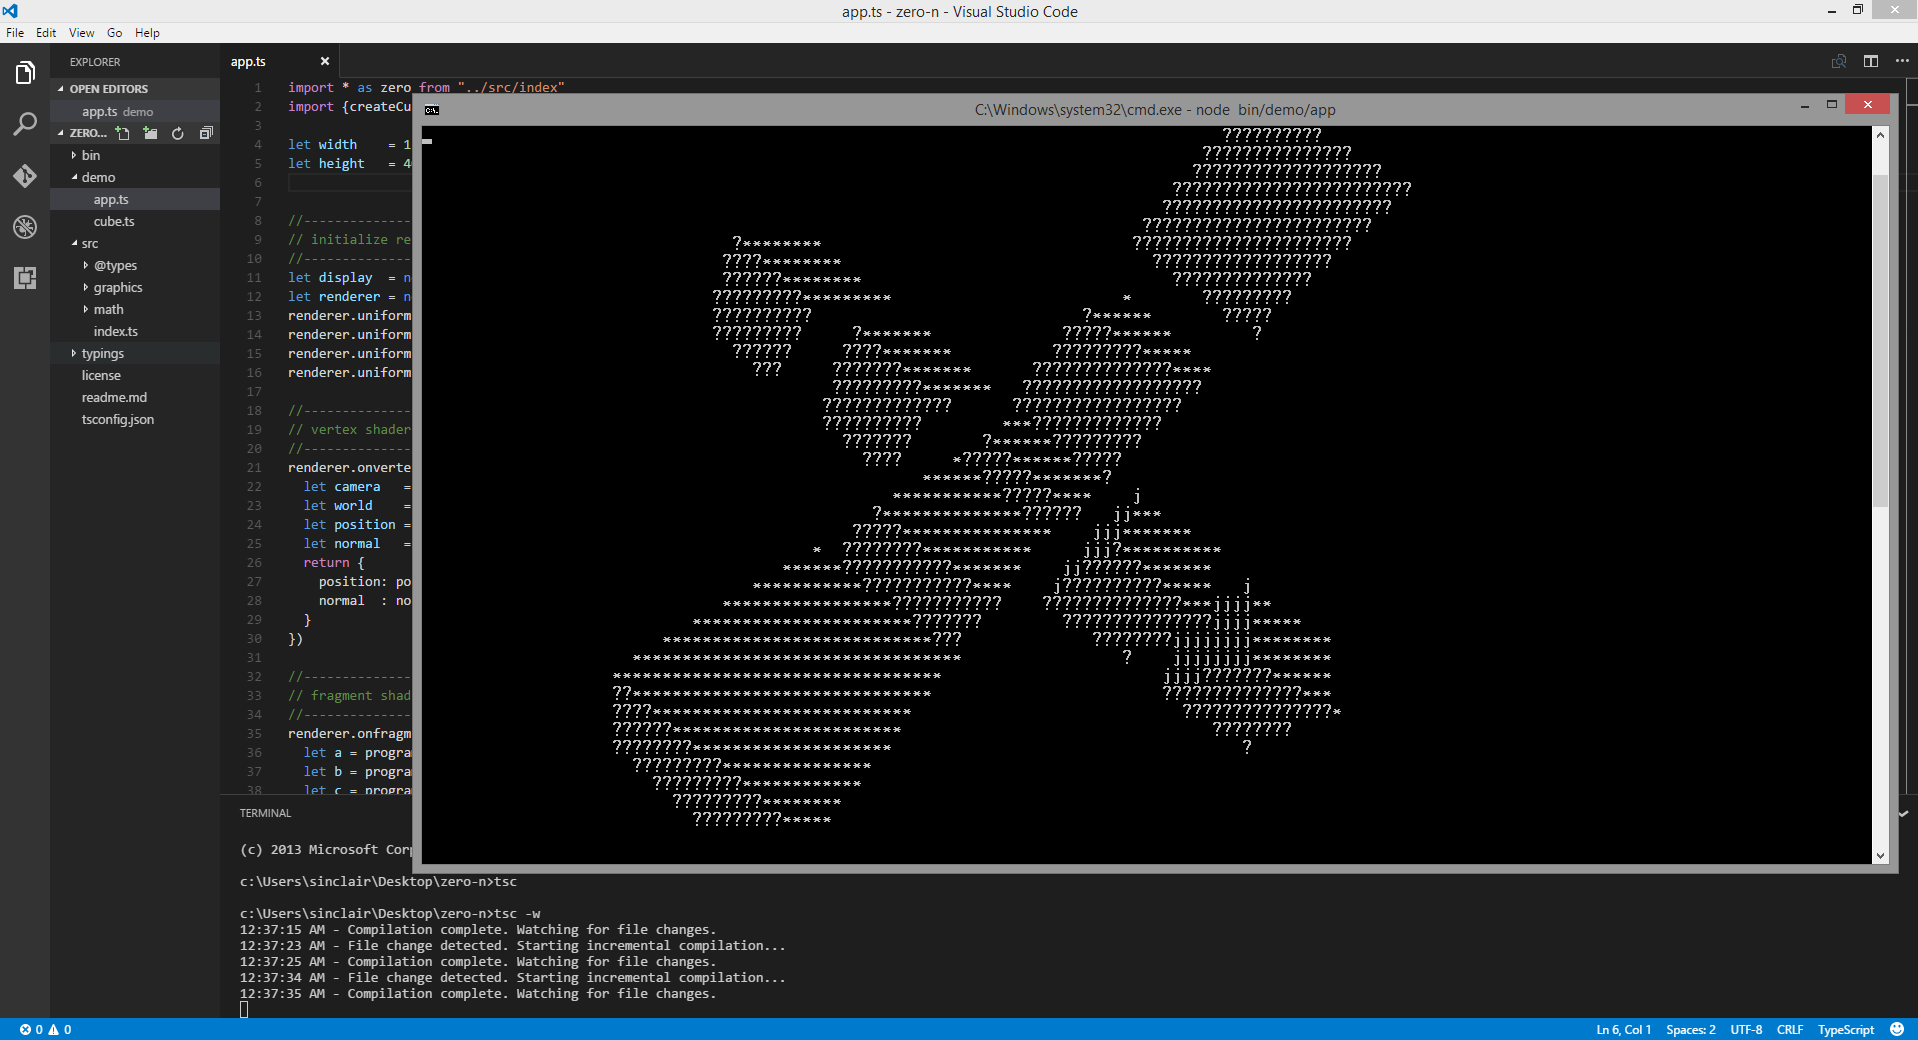 app.ts - zero-n - Visual Studio Code
File Edit View Go Help
EXPLORER
OPEN EDITORS
app.ts demo
ZERO...
bin
demo
app.ts
cube.ts
src
@types
graphics
math
index.ts
typings
license
readme.md
tsconfig.json
app.ts
1 import * as zero from "../src/index"
2 import {createCu
3
4 let width    = 1
5 let height   = 4
6
7
8 //---------------
9 // initialize re
10 //---------------
11 let display  = n
12 let renderer = n
13 renderer.uniform
14 renderer.uniform
15 renderer.uniform
16 renderer.uniform
17
18 //---------------
19 // vertex shader
20 //---------------
21 renderer.onverte
22   let camera   =
23   let world    =
24   let position =
25   let normal   =
26   return {
27     position: po
28     normal  : no
29   }
30 })
31
32 //---------------
33 // fragment shad
34 //---------------
35 renderer.onfragm
36   let a = progra
37   let b = progra
38   let c = progra
C:\Windows\system32\cmd.exe - node  bin/demo/app
TERMINAL
(c) 2013 Microsoft Corp
c:\Users\sinclair\Desktop\zero-n>tsc
c:\Users\sinclair\Desktop\zero-n>tsc -w
12:37:15 AM - Compilation complete. Watching for file changes.
12:37:23 AM - File change detected. Starting incremental compilation...
12:37:25 AM - Compilation complete. Watching for file changes.
12:37:34 AM - File change detected. Starting incremental compilation...
12:37:35 AM - Compilation complete. Watching for file changes.
0 0
Ln 6, Col 1 Spaces: 2 UTF-8 CRLF TypeScript